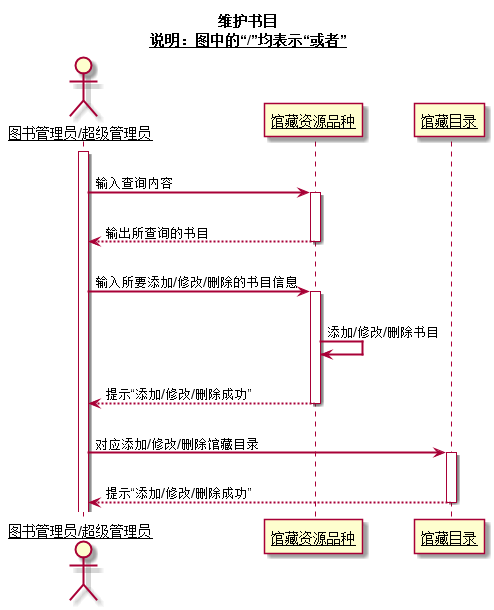 维护书目
说明：图中的“/”均表示“或者”
图书管理员/超级管理员
馆藏资源品种
馆藏目录
输入查询内容
输出所查询的书目
输入所要添加/修改/删除的书目信息
添加/修改/删除书目
提示“添加/修改/删除成功”
对应添加/修改/删除馆藏目录
提示“添加/修改/删除成功”
图书管理员/超级管理员
馆藏资源品种
馆藏目录